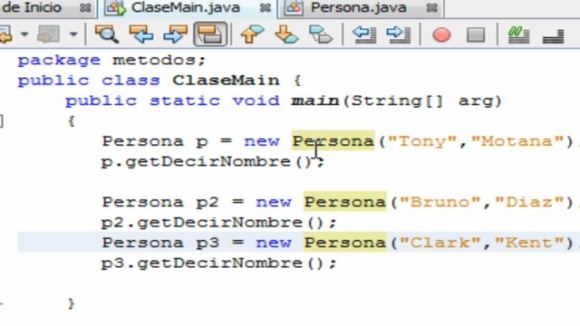 de Inicio ClaseMain.java Persona.java
package metodos;
public class ClaseMain {
public static void main(String[] arg)
{
Persona p = new Persona("Tony","Motana")
p.getDecirNombre();
Persona p2 = new Persona("Bruno","Diaz")
p2.getDecirNombre();
Persona p3 = new Persona("Clark","Kent")
p3.getDecirNombre();
}